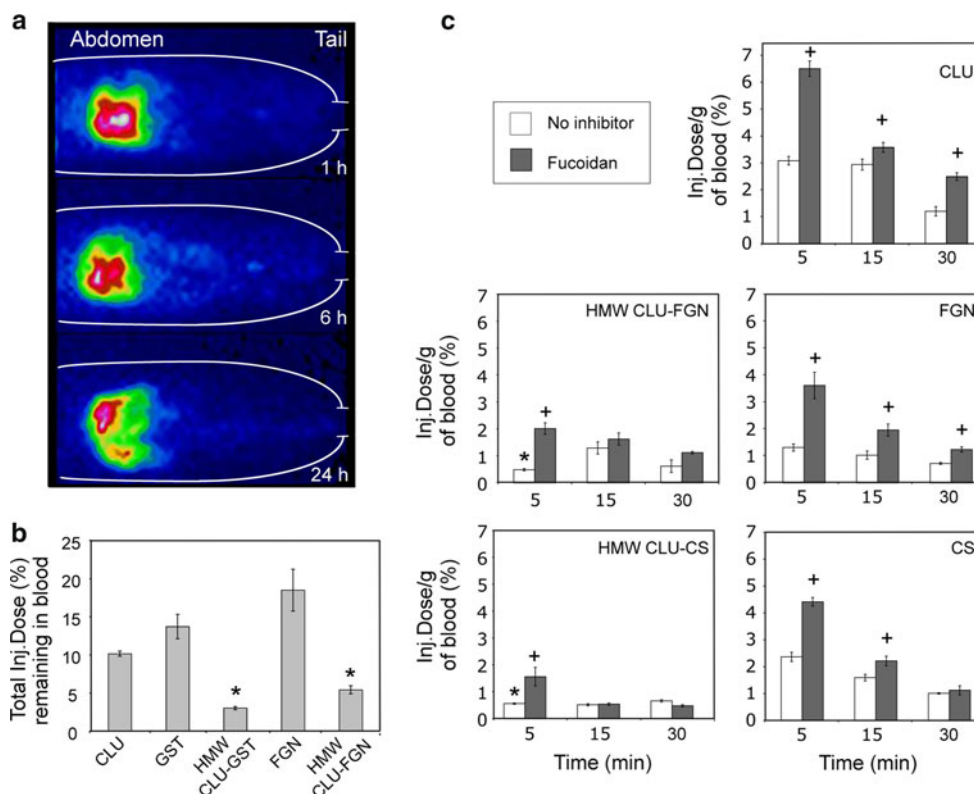 a
Abdomen Tail
1 h
6 h
24 h
b
Total Inj.Dose (%)
remaining in blood
25
20
15
10
5
0
*
*
CLU
GST
HMW
CLU-GST
FGN
HMW
CLU-FGN
c
No inhibitor
Fucoidan
CLU
Inj.Dose/g
of blood (%)
7
6
5
4
3
2
1
0
+
+
+
5 15 30
HMW CLU-FGN
Inj.Dose/g
of blood (%)
7
6
5
4
3
2
1
0
*
+
5 15 30
FGN
7
6
5
4
3
2
1
0
+
+
+
5 15 30
HMW CLU-CS
Inj.Dose/g
of blood (%)
7
6
5
4
3
2
1
0
*
+
5 15 30
Time (min)
CS
7
6
5
4
3
2
1
0
+
+
5 15 30
Time (min)